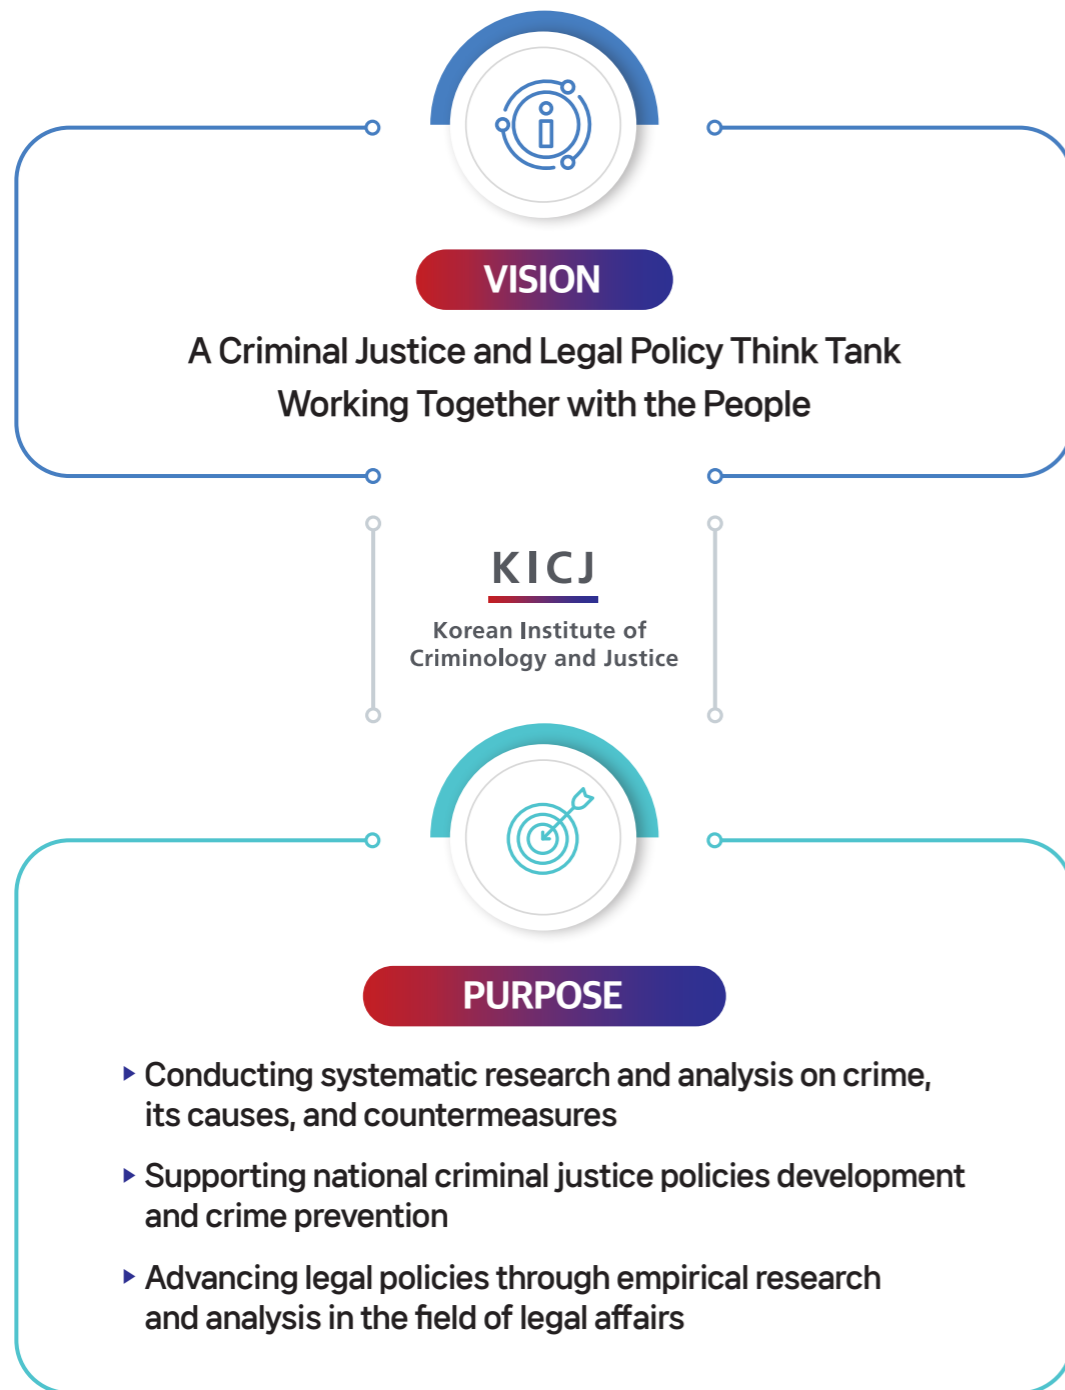 VISION
A Criminal Justice and Legal Policy Think Tank
Working Together with the People
KICJ
Korean Institute of
Criminology and Justice
PURPOSE
Conducting systematic research and analysis on crime,
its causes, and countermeasures
Supporting national criminal justice policies development
and crime prevention
Advancing legal policies through empirical research
and analysis in the field of legal affairs